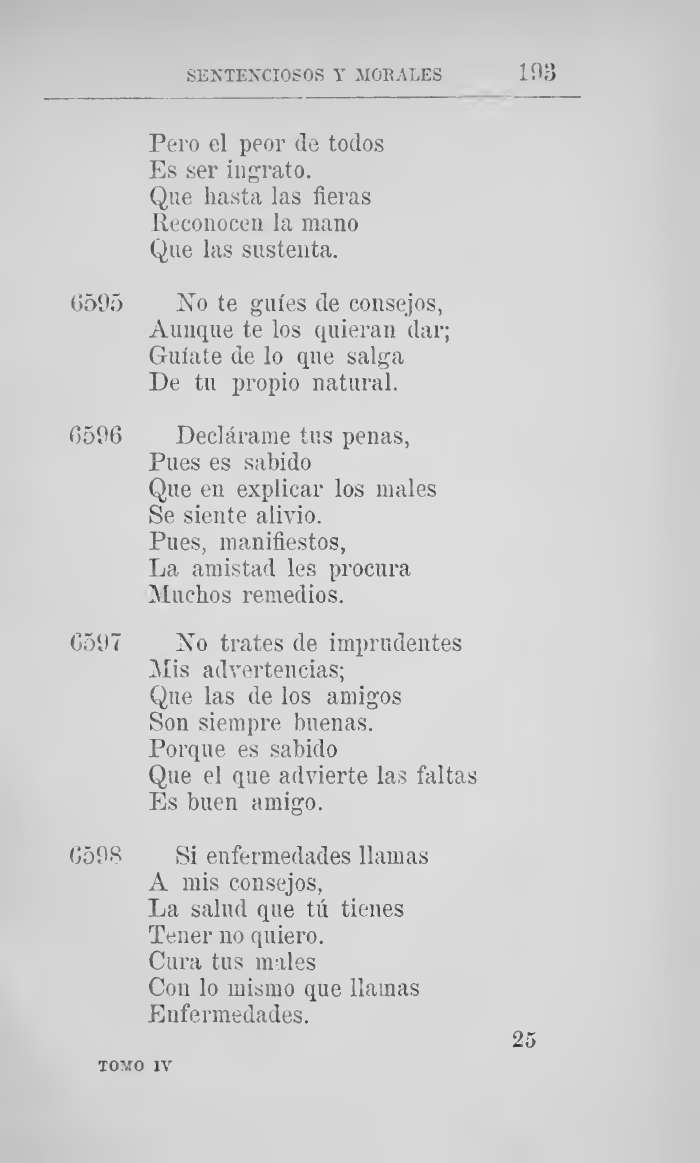 SENTENCIOSOS Y MORALES 193
Pero el peor de todos
Es ser ingrato.
Que hasta las fieras
Reconocen la mano
Que las sustenta.
6595 No te guíes de consejos,
Aunque te los quieran dar;
Guíate de lo que salga
De tu propio natural.
6596 Declárame tus penas,
Pues es sabido
Que en explicar los males
Se siente alivio.
Pues, manifiestos,
La amistad les procura
Muchos remedios.
6597 No trates de imprudentes
Mis advertencias;
Que las de los amigos
Son siempre buenas.
Porque es sabido
Que el que advierte las faltas
Es buen amigo.
6598 Si enfermedades llamas
A mis consejos,
La salud que tú tienes
Tener no quiero.
Cura tus males
Con lo mismo que llamas
Enfermedades.
25
TOMO IV